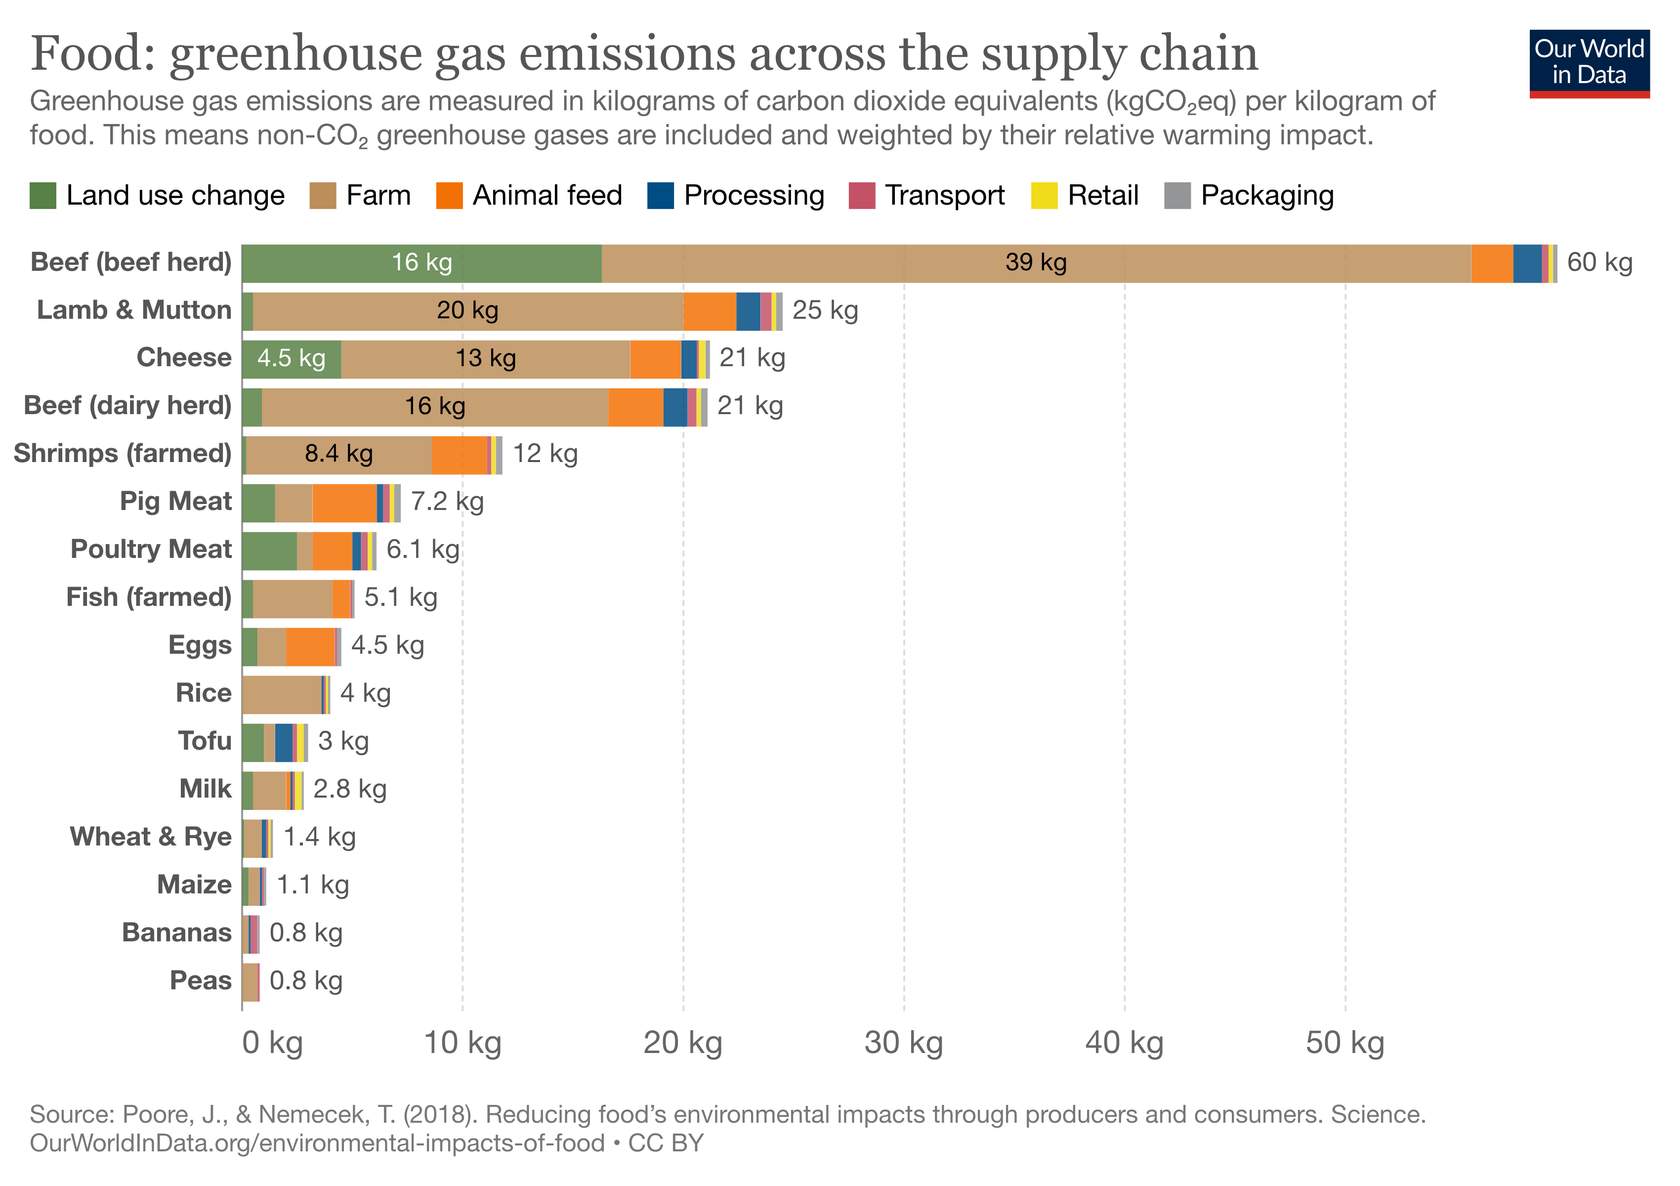 Food: greenhouse gas emissions across the supply chain
Our World
in Data
Greenhouse gas emissions are measured in kilograms of carbon dioxide equivalents (kgCO₂eq) per kilogram of
food. This means non-CO₂ greenhouse gases are included and weighted by their relative warming impact.
Land use change Farm Animal feed Processing Transport Retail Packaging
Beef (beef herd) 16 kg 39 kg 60 kg
Lamb & Mutton 20 kg 25 kg
Cheese 4.5 kg 13 kg 21 kg
Beef (dairy herd) 16 kg 21 kg
Shrimps (farmed) 8.4 kg 12 kg
Pig Meat 7.2 kg
Poultry Meat 6.1 kg
Fish (farmed) 5.1 kg
Eggs 4.5 kg
Rice 4 kg
Tofu 3 kg
Milk 2.8 kg
Wheat & Rye 1.4 kg
Maize 1.1 kg
Bananas 0.8 kg
Peas 0.8 kg
0 kg 10 kg 20 kg 30 kg 40 kg 50 kg
Source: Poore, J., & Nemecek, T. (2018). Reducing food’s environmental impacts through producers and consumers. Science.
OurWorldInData.org/environmental-impacts-of-food • CC BY